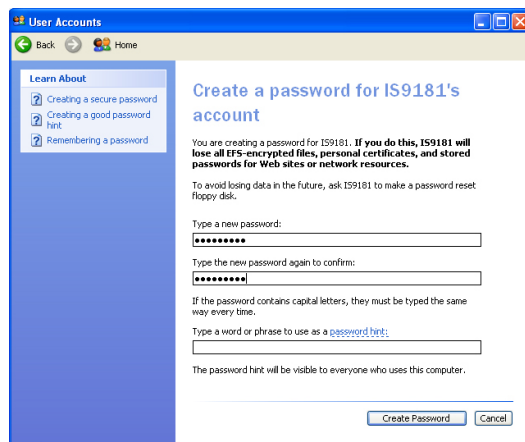 User Accounts
Back Home
Learn About
Creating a secure password
Creating a good password
hint
Remembering a password
Create a password for IS9181's
account
You are creating a password for IS9181. If you do this, IS9181 will
lose all EFS-encrypted files, personal certificates, and stored
passwords for Web sites or network resources.
To avoid losing data in the future, ask IS9181 to make a password reset
floppy disk.
Type a new password:
●●●●●●●●●
Type the new password again to confirm:
●●●●●●●●●
If the password contains capital letters, they must be typed the same
way every time.
Type a word or phrase to use as a password hint:
The password hint will be visible to everyone who uses this computer.
Create Password Cancel